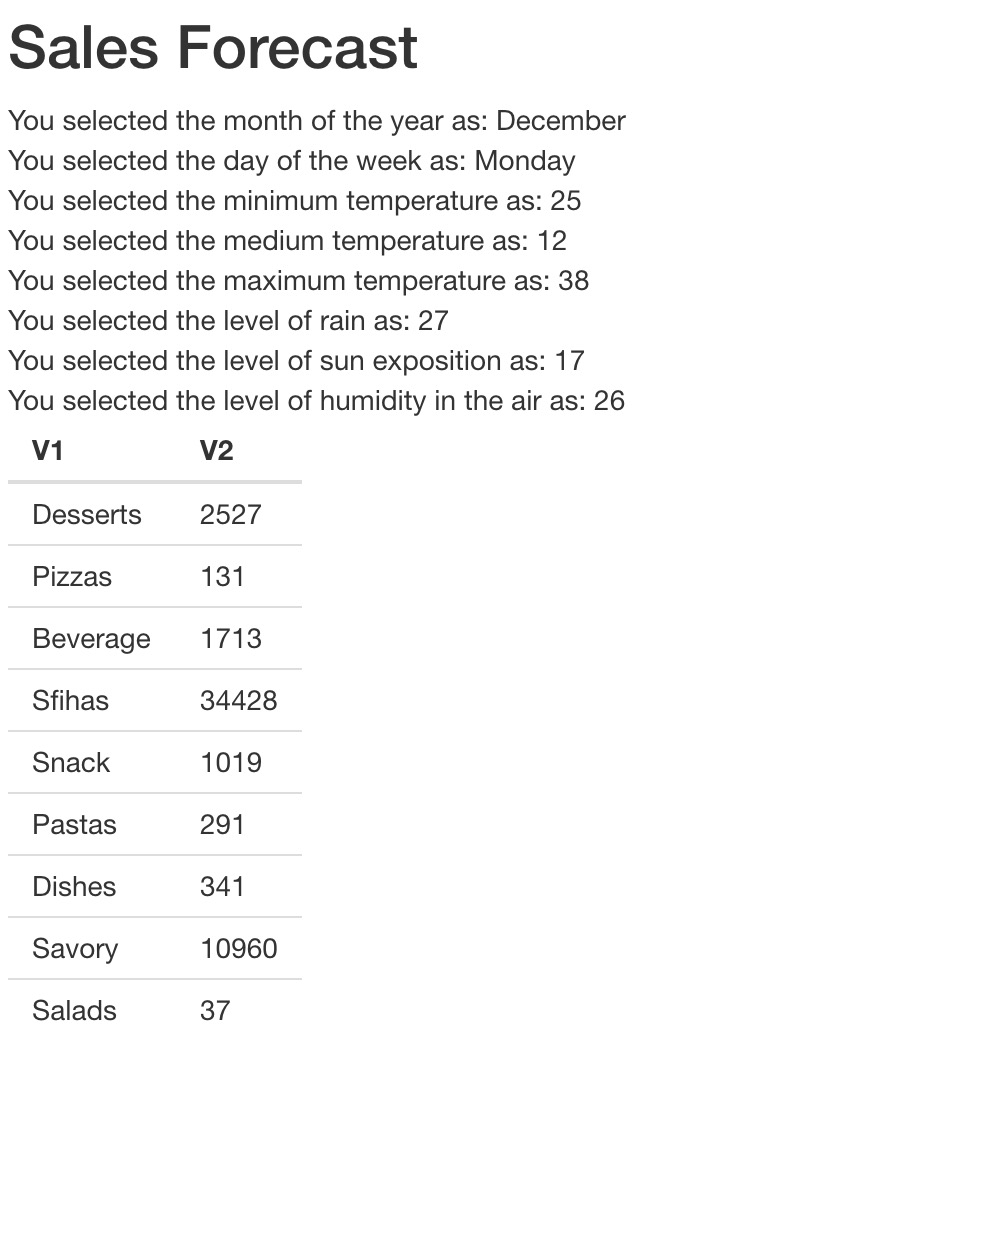 Sales Forecast
You selected the month of the year as: December
You selected the day of the week as: Monday
You selected the minimum temperature as: 25
You selected the medium temperature as: 12
You selected the maximum temperature as: 38
You selected the level of rain as: 27
You selected the level of sun exposition as: 17
You selected the level of humidity in the air as: 26
V1 V2
Desserts 2527
Pizzas 131
Beverage 1713
Sfihas 34428
Snack 1019
Pastas 291
Dishes 341
Savory 10960
Salads 37